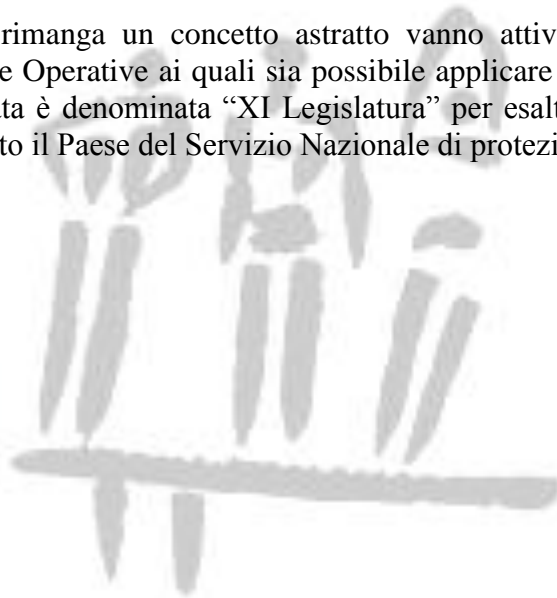 rimanga un concetto astratto vanno attiv
e Operative ai quali sia possibile applicare
ata è denominata “XI Legislatura” per esalt
to il Paese del Servizio Nazionale di protezi